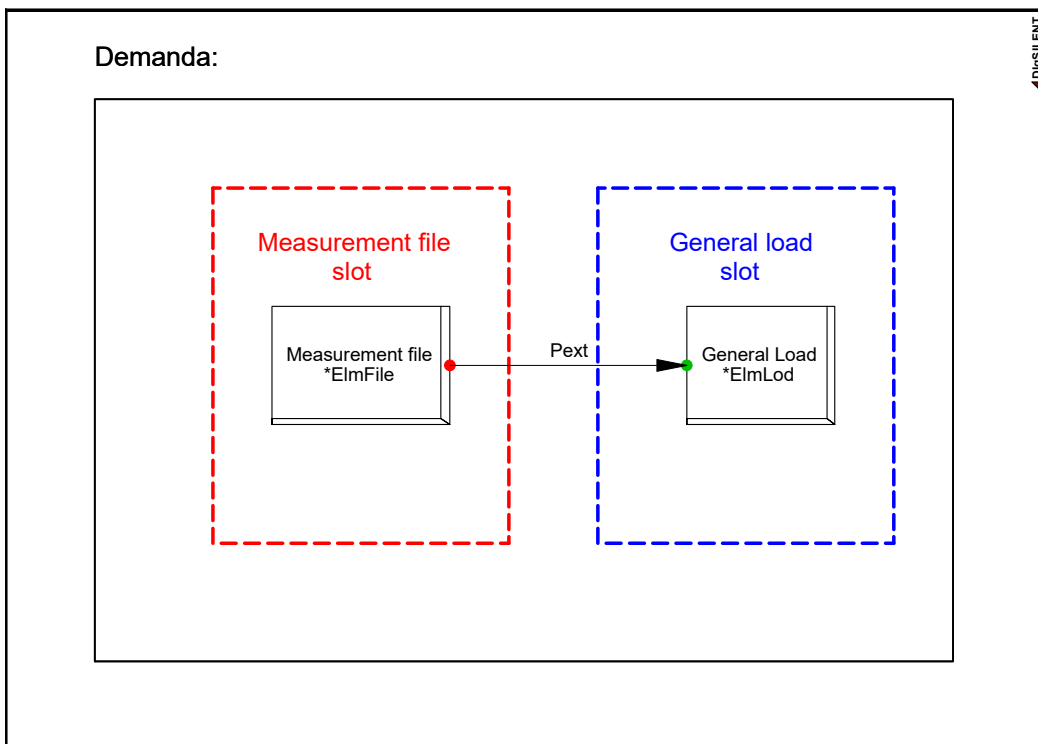 Demanda:
DIgSILENT
Measurement file
slot
General load
slot
Measurement file
*ElmFile
Pext
General Load
*ElmLod